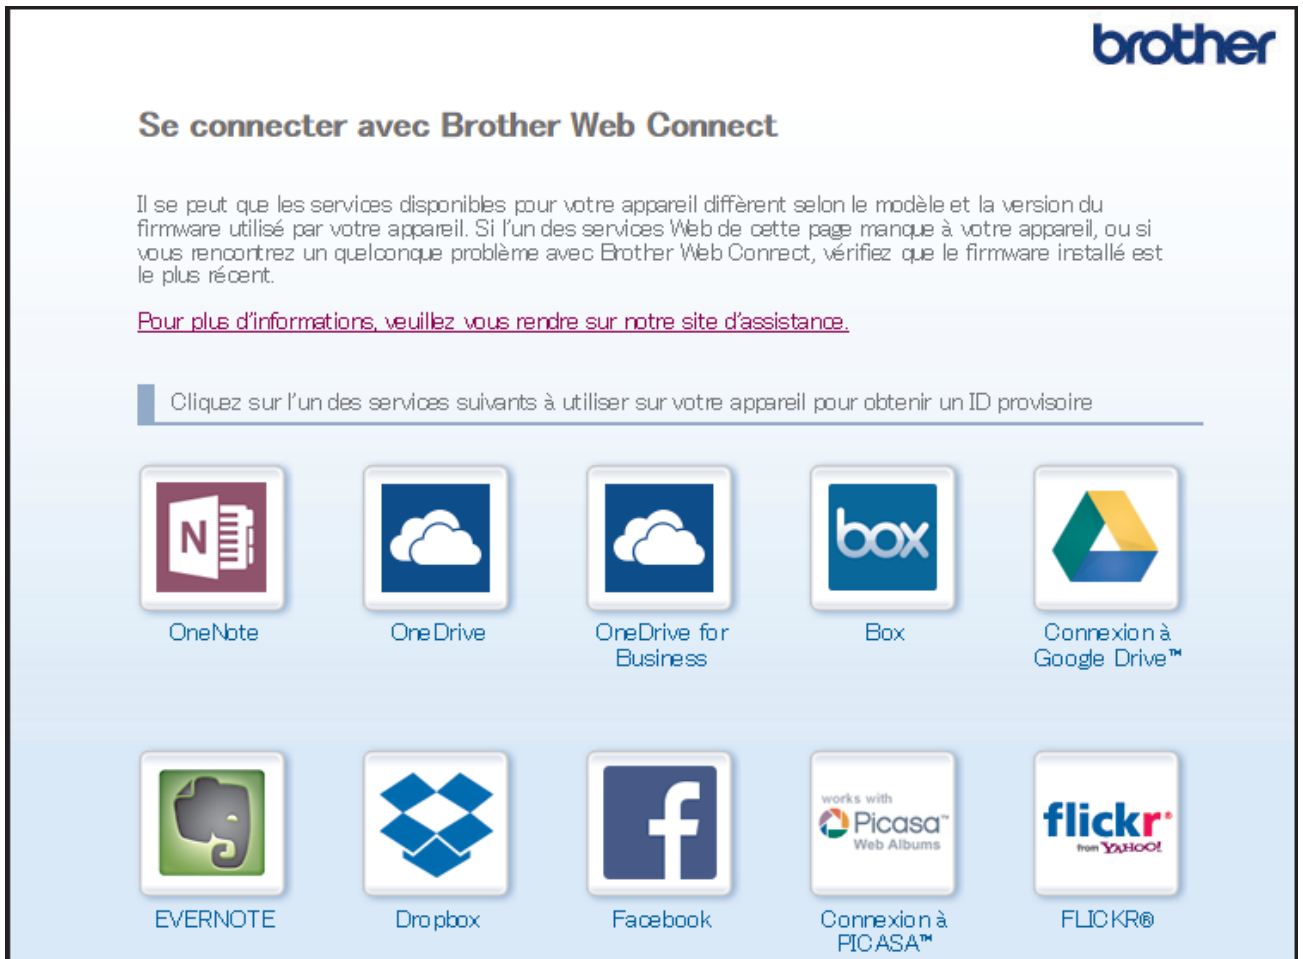 brother
Se connecter avec Brother Web Connect
Il se peut que les services disponibles pour votre appareil diffèrent selon le modèle et la version du
firmware utilisé par votre appareil. Si l'un des services Web de cette page manque à votre appareil, ou si
vous rencontrez un quelconque problème avec Brother Web Connect, vérifiez que le firmware installé est
le plus récent.
Pour plus d'informations, veuillez vous rendre sur notre site d'assistance.
Cliquez sur l'un des services suivants à utiliser sur votre appareil pour obtenir un ID provisoire
N
box
OneNote
OneDrive
OneDrive for
Business
Box
Connexion à
Google Drive™
f
works with
Picasa™
Web Albums
flickr
from YAHOO!
EVERNOTE
Dropbox
Facebook
Connexion à
PICASA™
FLICKR®